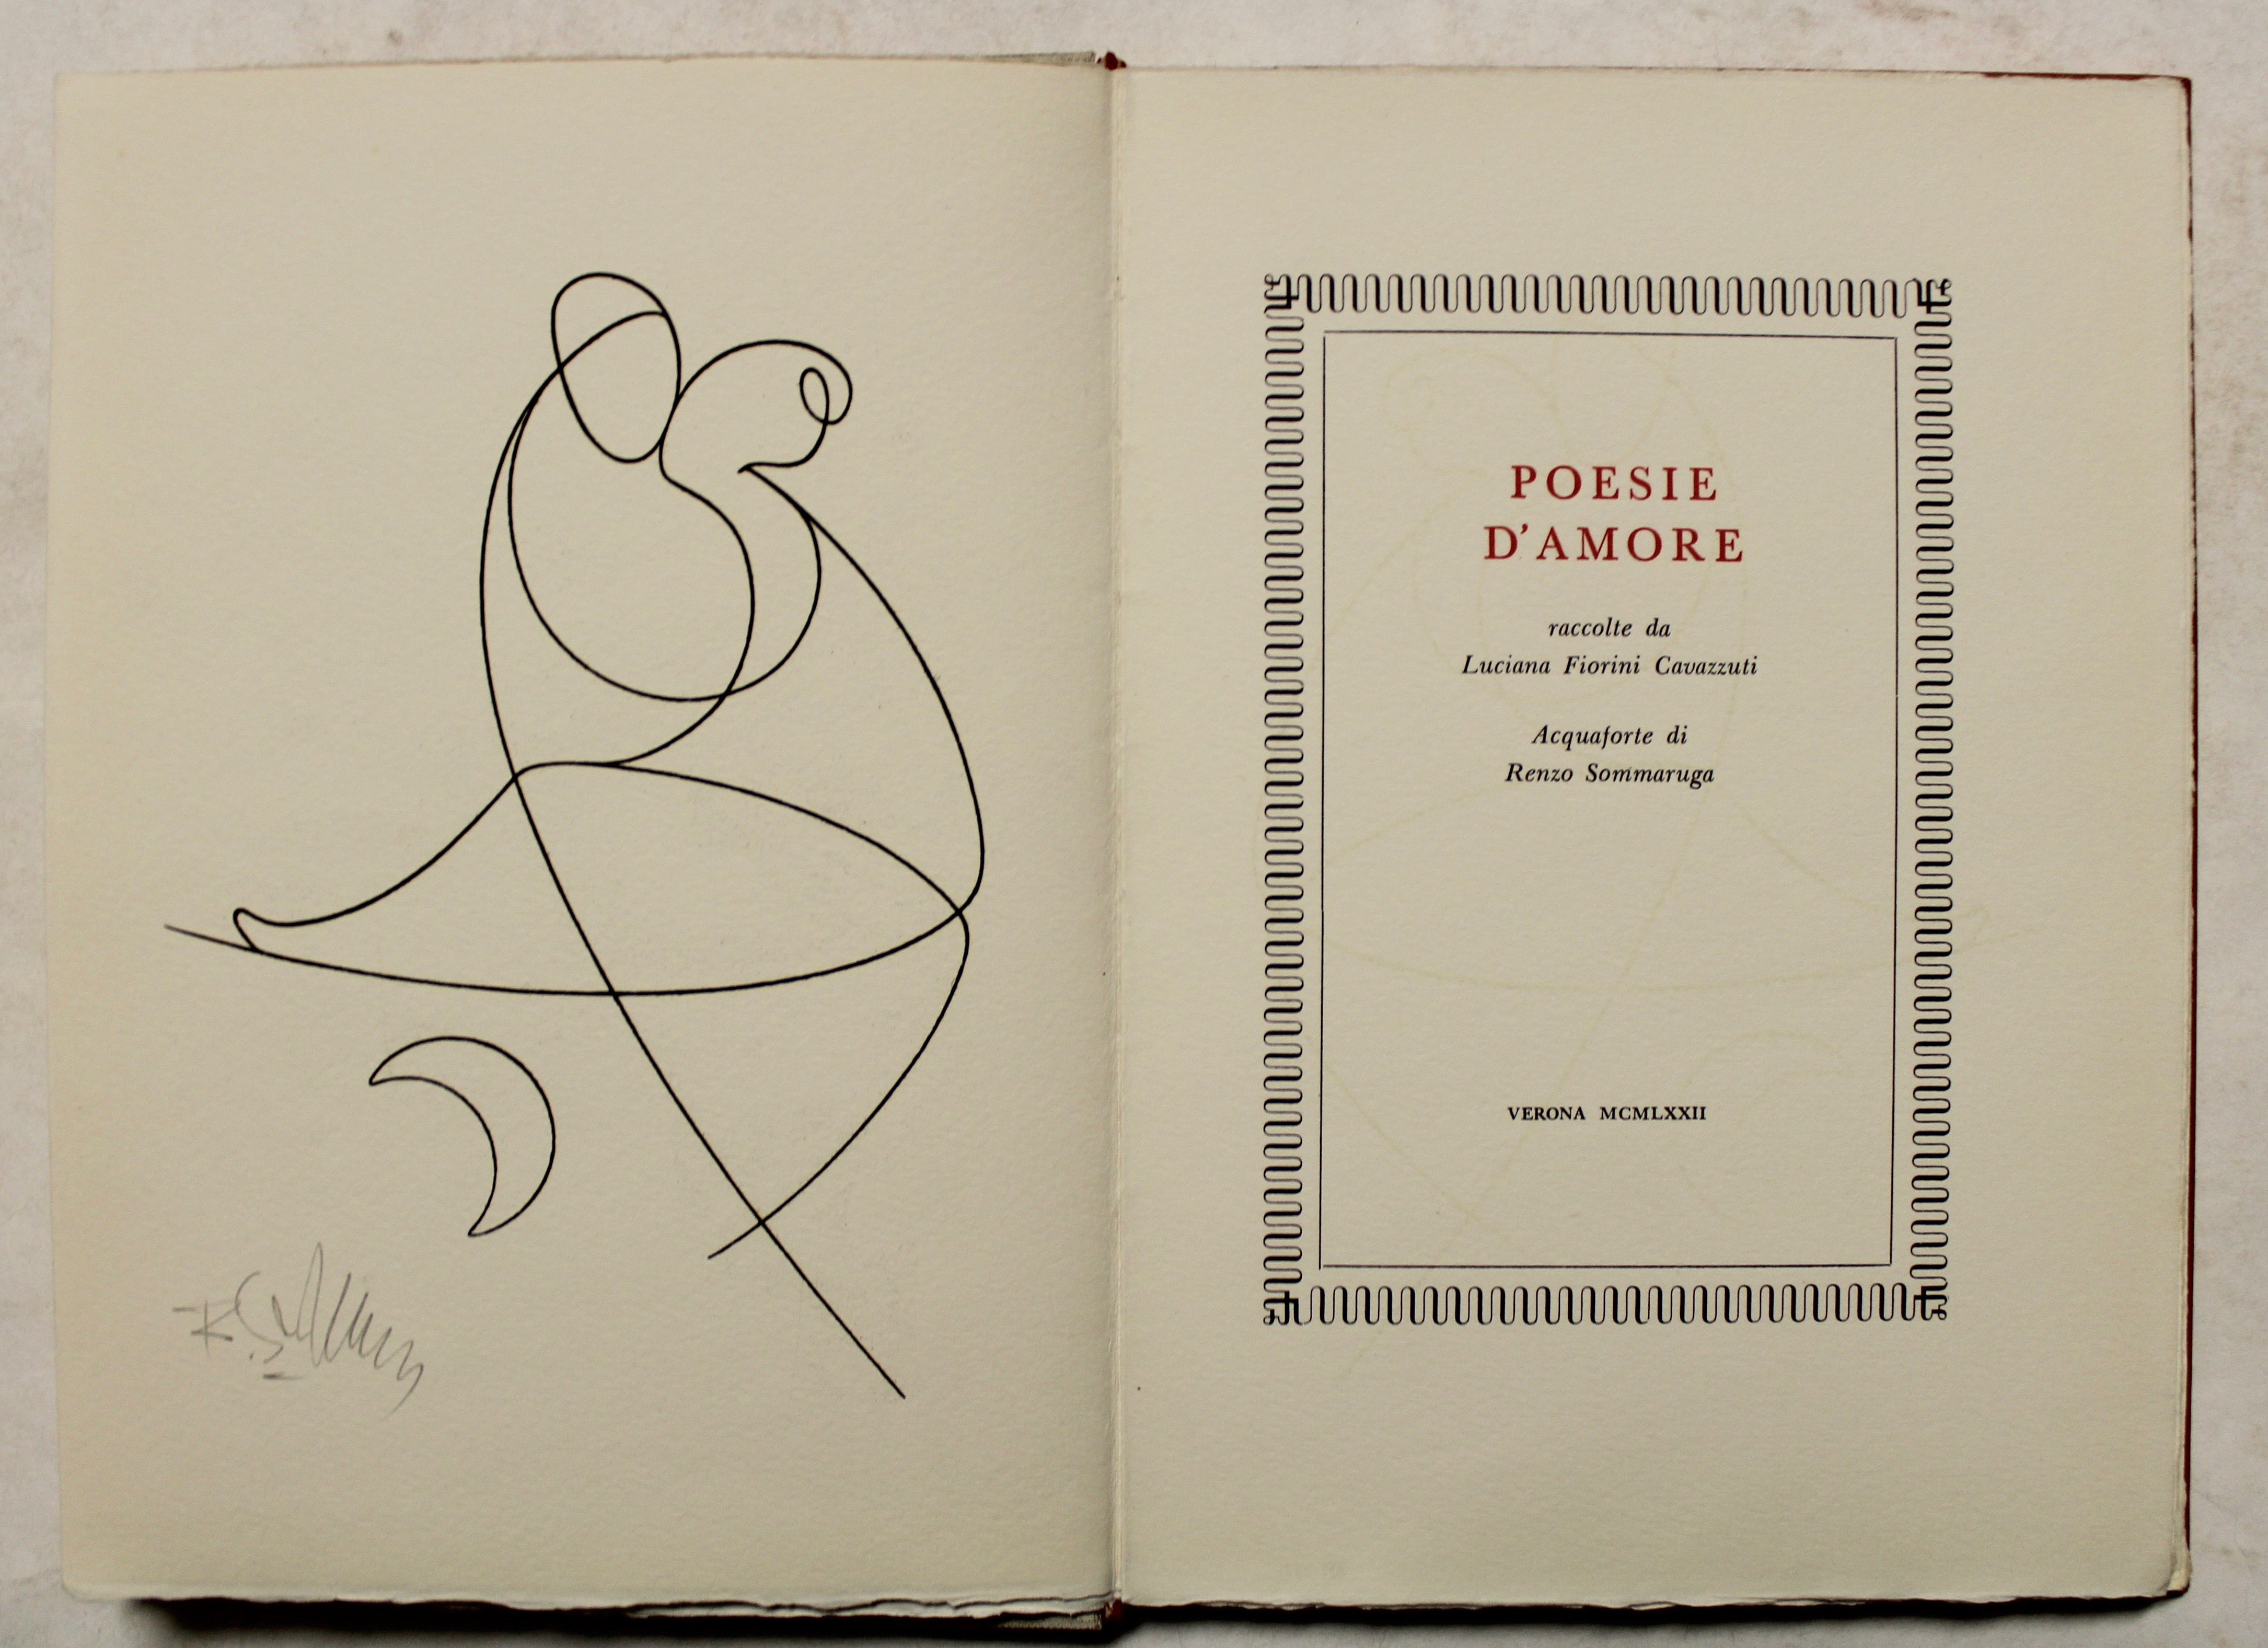 POESIE
D'AMORE
raccolte da
Luciana Fiorini Cavazzuti
Acquaforte di
Renzo Sommaruga
VERONA MCMLXXII